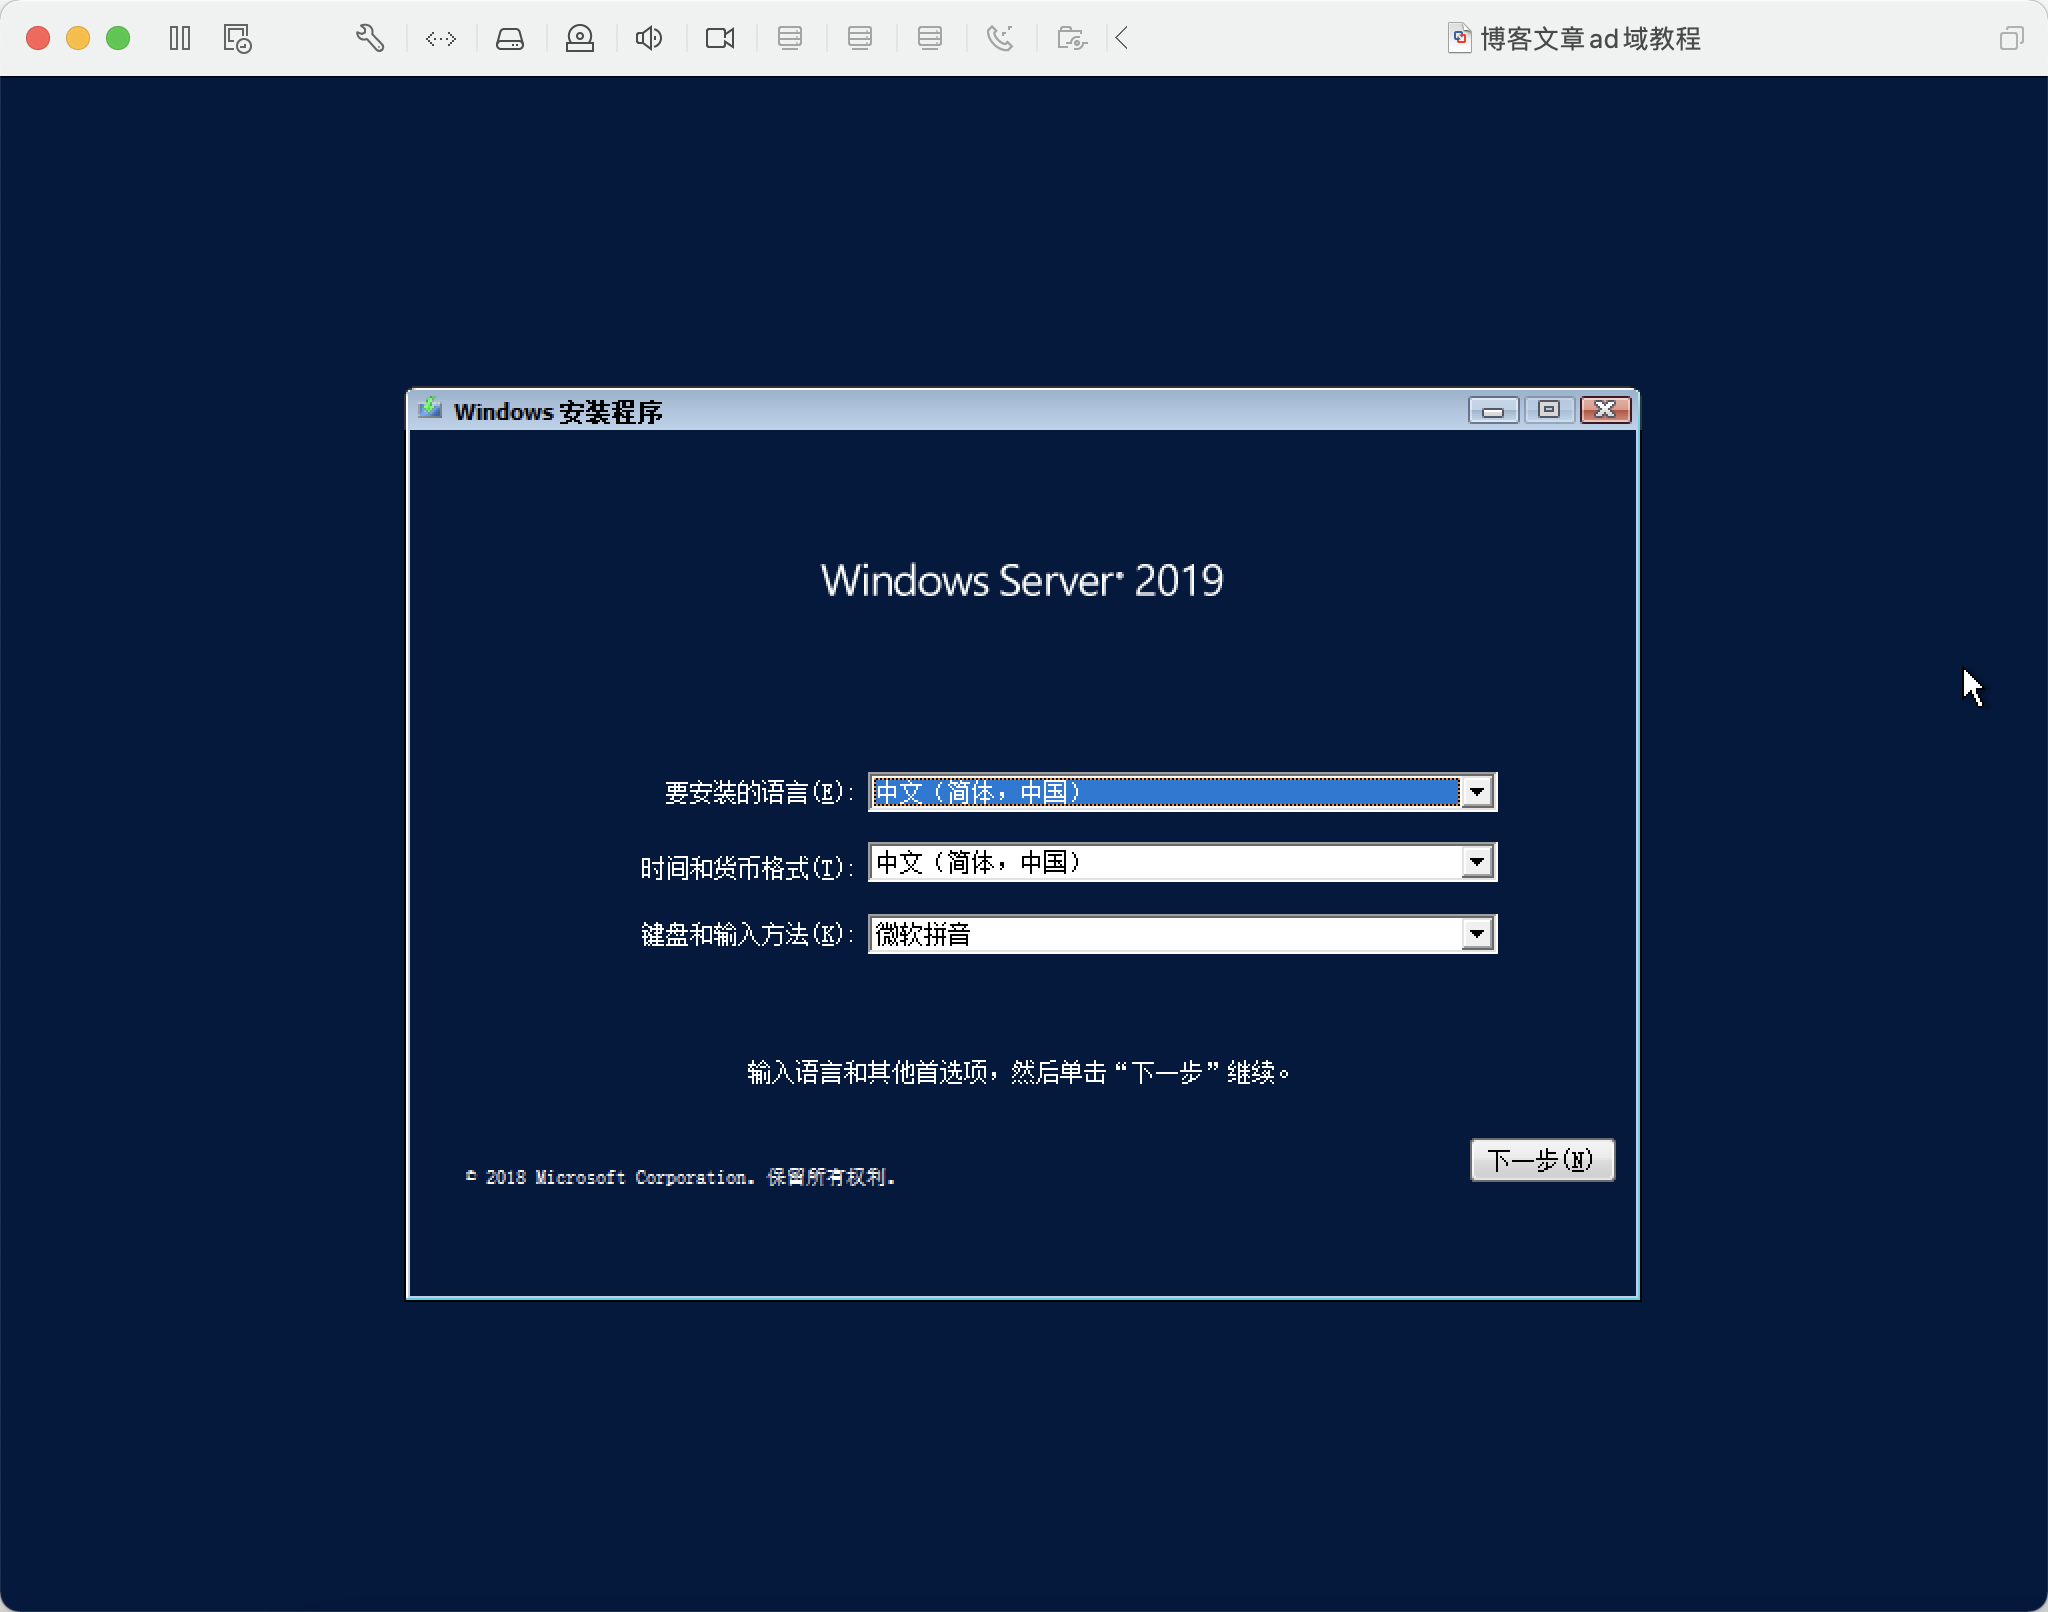 博客文章ad域教程
Windows 安装程序
Windows Server® 2019
要安装的语言(E): 中文（简体，中国）
时间和货币格式(T): 中文（简体，中国）
键盘和输入方法(K): 微软拼音
输入语言和其他首选项，然后单击“下一步”继续。
下一步(N)
© 2018 Microsoft Corporation. 保留所有权利.